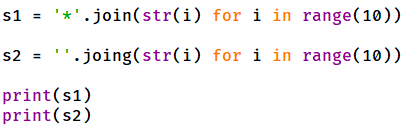 s1 = '*'.join(str(i) for i in range(10))
s2 = ''.joing(str(i) for i in range(10))
print(s1)
print(s2)